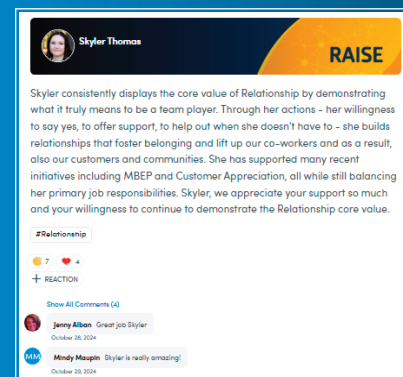 Skyler Thomas
RAISE
Skyler consistently displays the core value of Relationship by demonstrating
what it truly means to be a team player. Through her actions - her willingness
to say yes, to offer support, to help out when she doesn't have to - she builds
relationships that foster belonging and lift up our co-workers and as a result,
also our customers and communities. She has supported many recent
initiatives including MBEP and Customer Appreciation, all while still balancing
her primary job responsibilities. Skyler, we appreciate your support so much
and your willingness to continue to demonstrate the Relationship core value.
#Relationship
7 4
+ REACTION
Show All Comments (4)
Jenny Alban Great job Skyler
October 28, 2024
MM Mindy Maupin Skyler is really amazing!
October 29, 2024